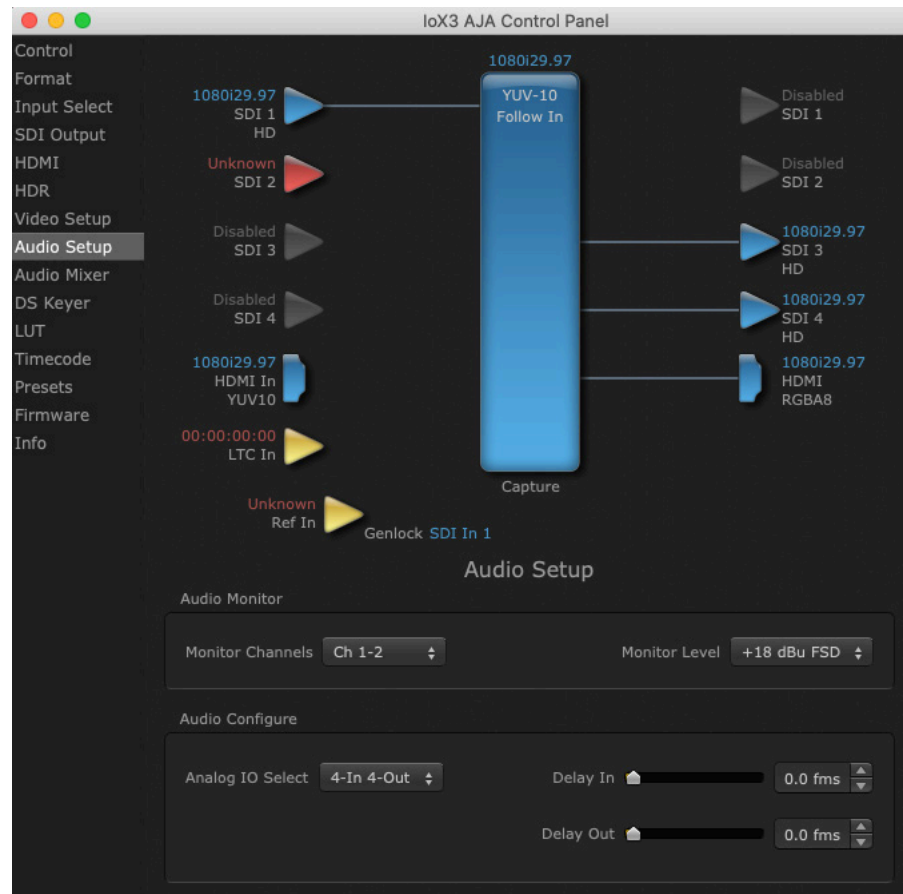 IoX3 AJA Control Panel
Control
Format
Input Select
SDI Output
HDMI
HDR
Video Setup
Audio Setup
Audio Mixer
DS Keyer
LUT
Timecode
Presets
Firmware
Info
1080i29.97
SDI 1
HD
Unknown
SDI 2
Disabled
SDI 3
Disabled
SDI 4
1080i29.97
HDMI In
YUV10
00:00:00:00
LTC In
Unknown
Ref In
Genlock SDI In 1
1080i29.97
YUV-10
Follow In
Capture
Disabled
SDI 1
Disabled
SDI 2
1080i29.97
SDI 3
HD
1080i29.97
SDI 4
HD
1080i29.97
HDMI
RGBA8
Audio Setup
Audio Monitor
Monitor Channels Ch 1-2 Monitor Level +18 dBu FSD
Audio Configure
Analog IO Select 4-In 4-Out Delay In 0.0 fms
Delay Out 0.0 fms